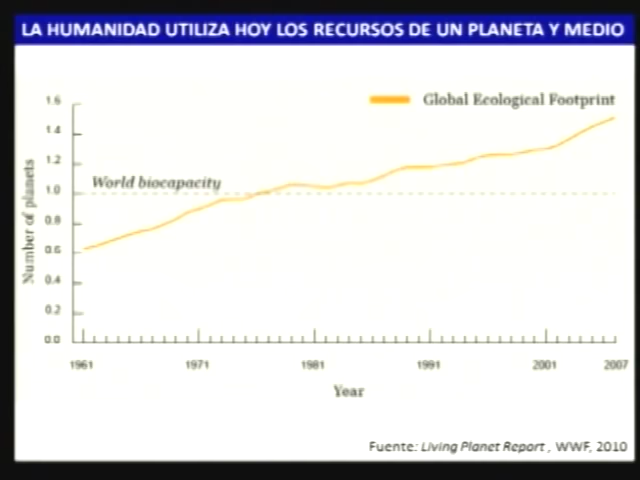 LA HUMANIDAD UTILIZA HOY LOS RECURSOS DE UN PLANETA Y MEDIO
Global Ecological Footprint
1.6
1.4
1.2
World biocapacity
1.0
0.8
0.6
0.4
0.2
0.0
Number of planets
1961 1971 1981 1991 2001 2007
Year
Fuente: Living Planet Report , WWF, 2010